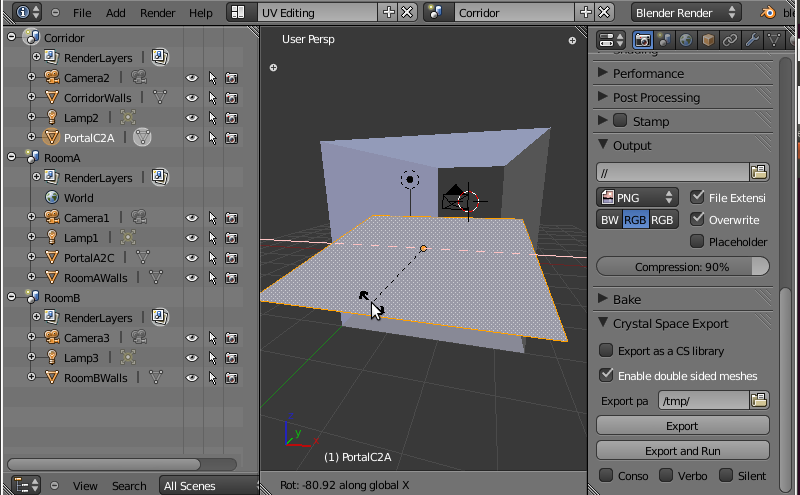 File Add Render Help UV Editing Corridor Blender Render
Corridor
RenderLayers |
Camera2 |
CorridorWalls |
Lamp2 |
PortalC2A |
RoomA
RenderLayers |
World
Camera1 |
Lamp1 |
PortalA2C |
RoomAWalls |
RoomB
RenderLayers |
Camera3 |
Lamp3 |
RoomBWalls |
View Search All Scenes
User Persp
z
y
x
(1) PortalC2A
Rot: -80.92 along global X
Performance
Post Processing
Stamp
Output
//
PNG
File Extensi
BW RGB RGB
Overwrite
Placeholder
Compression: 90%
Bake
Crystal Space Export
Export as a CS library
Enable double sided meshes
Export pa /tmp/
Export
Export and Run
Conso Verbo Silent